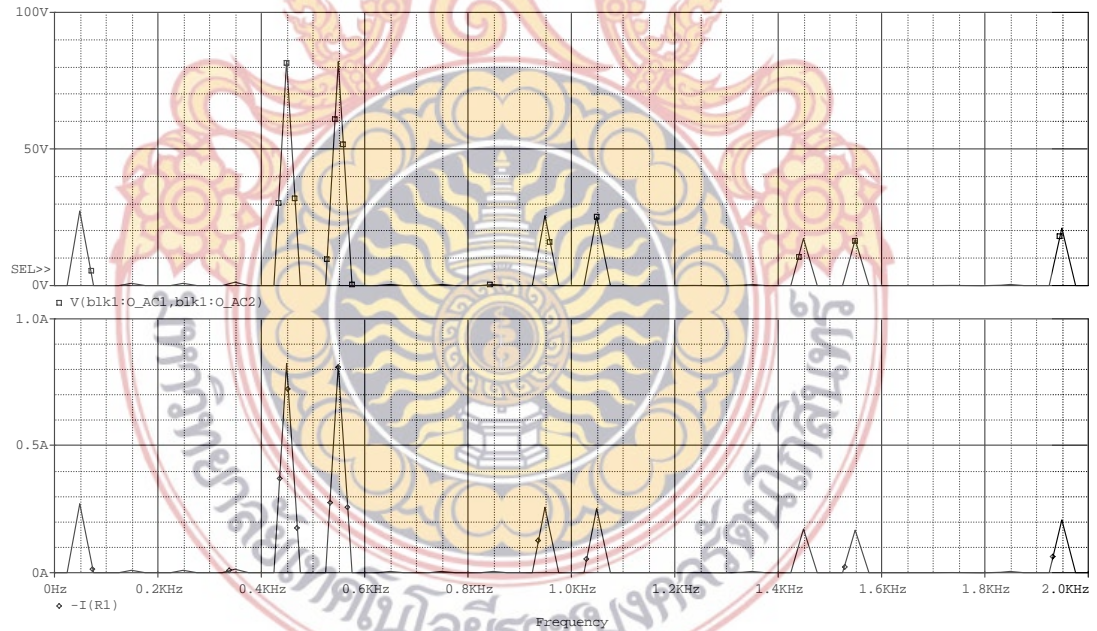 100V
50V
SEL>>
0V
V(blk1:O_AC1,blk1:O_AC2)
1.0A
0.5A
0A
0Hz 0.2KHz 0.4KHz 0.6KHz 0.8KHz 1.0KHz 1.2KHz 1.4KHz 1.6KHz 1.8KHz 2.0KHz
-I(R1)
Frequency